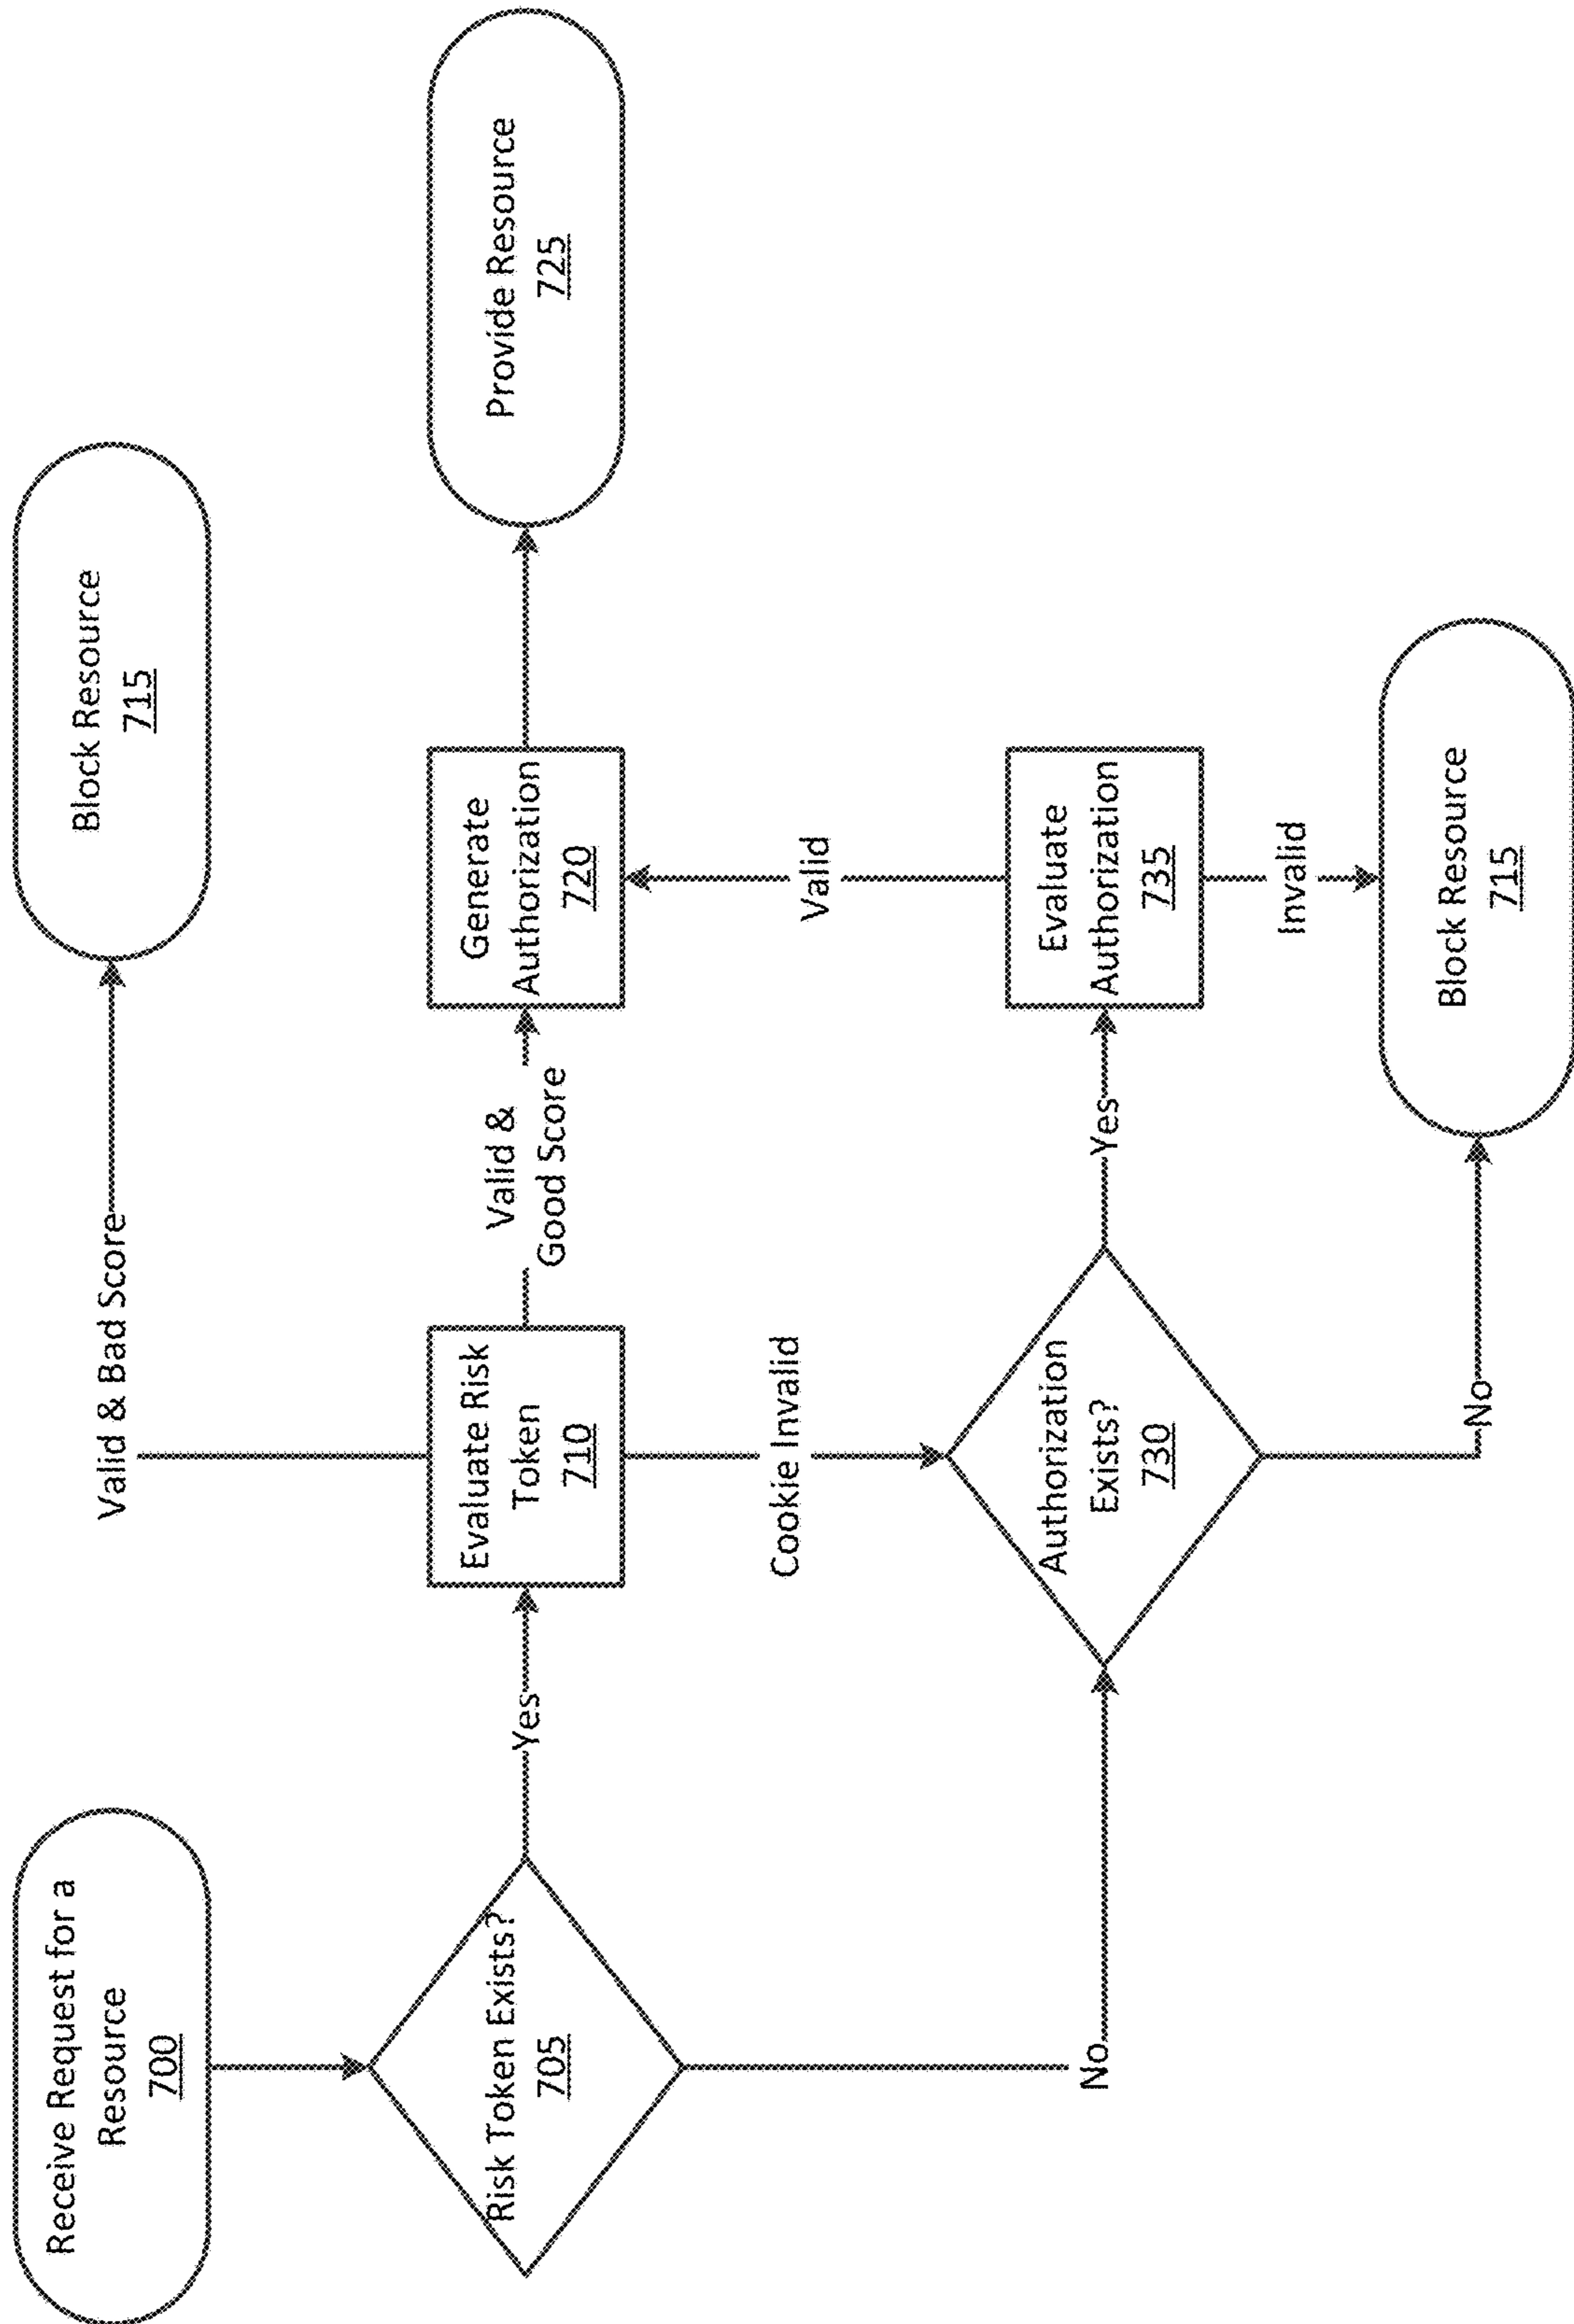 Receive Request for a
Resource
700
Risk Token Exists?
705
Yes
No
Evaluate Risk
Token
710
Valid & Bad Score
Block Resource
715
Valid &
Good Score
Generate
Authorization
720
Provide Resource
725
Cookie Invalid
Authorization
Exists?
730
Yes
No
Evaluate
Authorization
735
Valid
Invalid
Block Resource
715